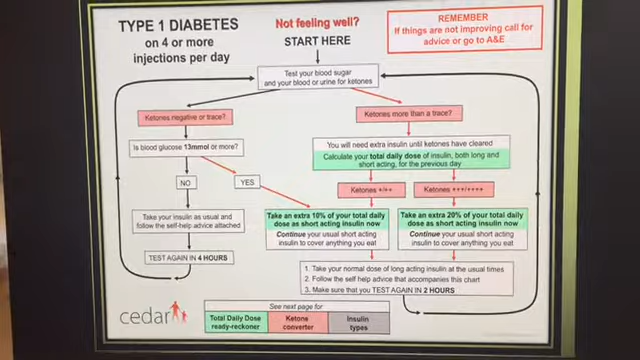 TYPE 1 DIABETES
on 4 or more
injections per day
Not feeling well?
START HERE
REMEMBER
If things are not improving call for
advice or go to A&E
Test your blood sugar
and your blood or urine for ketones
Ketones negative or trace?
Ketones more than a trace?
Is blood glucose 13mmol or more?
You will need extra insulin until ketones have cleared
Calculate your total daily dose of insulin, both long and
short acting, for the previous day
NO
YES
Ketones +/++
Ketones +++/++++
Take your insulin as usual and
follow the self-help advice attached
Take an extra 10% of your total daily
dose as short acting insulin now
Continue your usual short acting
insulin to cover anything you eat
Take an extra 20% of your total daily
dose as short acting insulin now
Continue your usual short acting
insulin to cover anything you eat
TEST AGAIN IN 4 HOURS
1. Take your normal dose of long acting insulin at the usual times
2. Follow the self help advice that accompanies this chart
3. Make sure that you TEST AGAIN IN 2 HOURS
cedar
See next page for
Total Daily Dose
ready-reckoner
Ketone
converter
Insulin
types